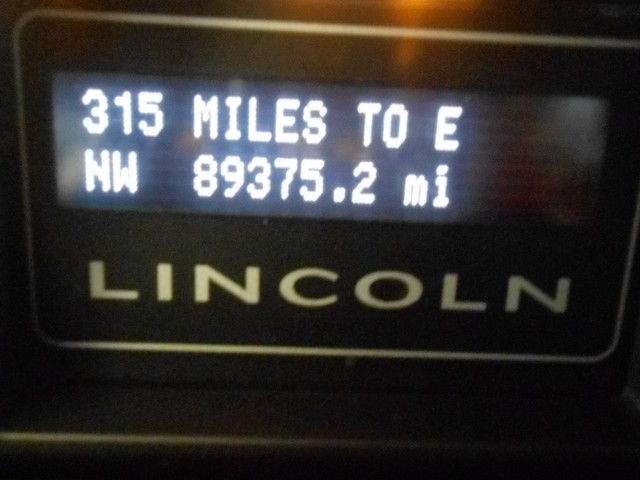 315 MILES TO E
NW 89375.2 mi
LINCOLN